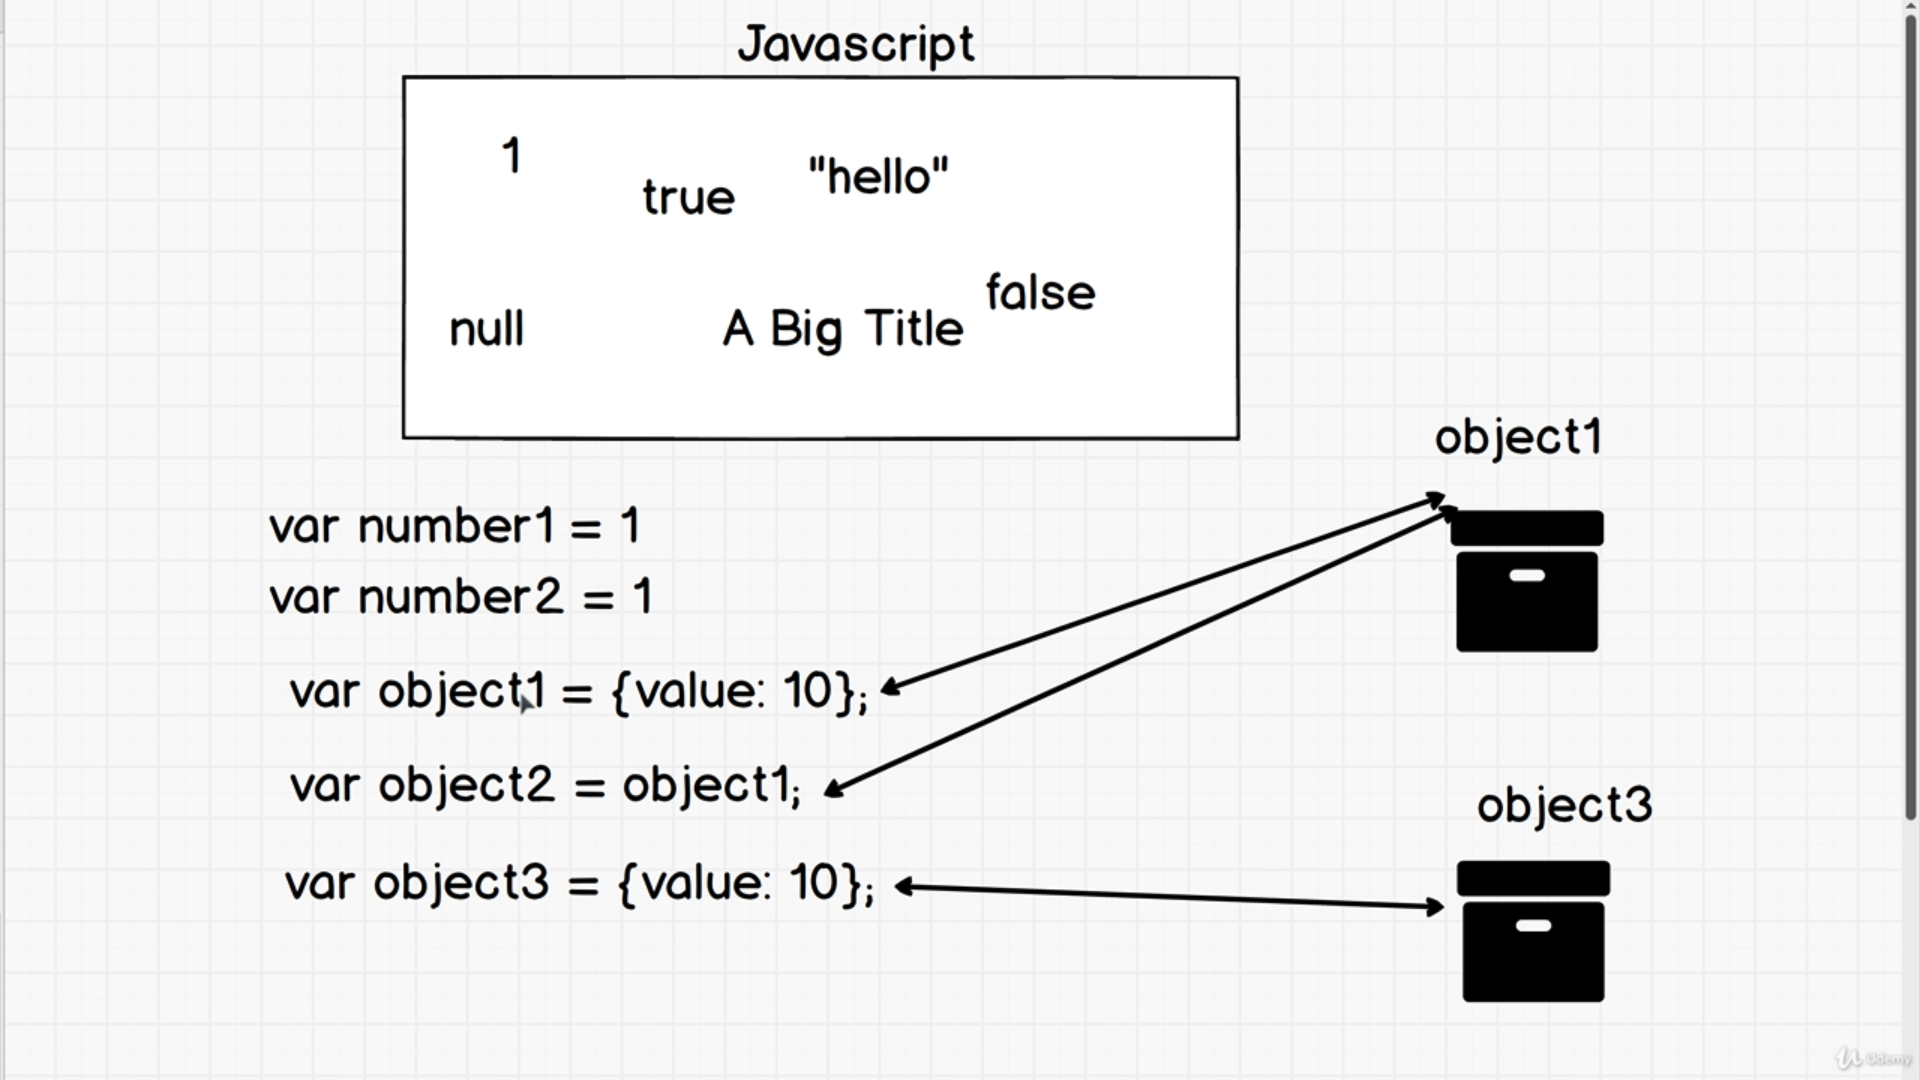 Javascript
1
true
"hello"
false
null
A Big Title
object1
var number1 = 1
var number2 = 1
var object1 = {value: 10};
var object2 = object1;
object3
var object3 = {value: 10};
Udemy